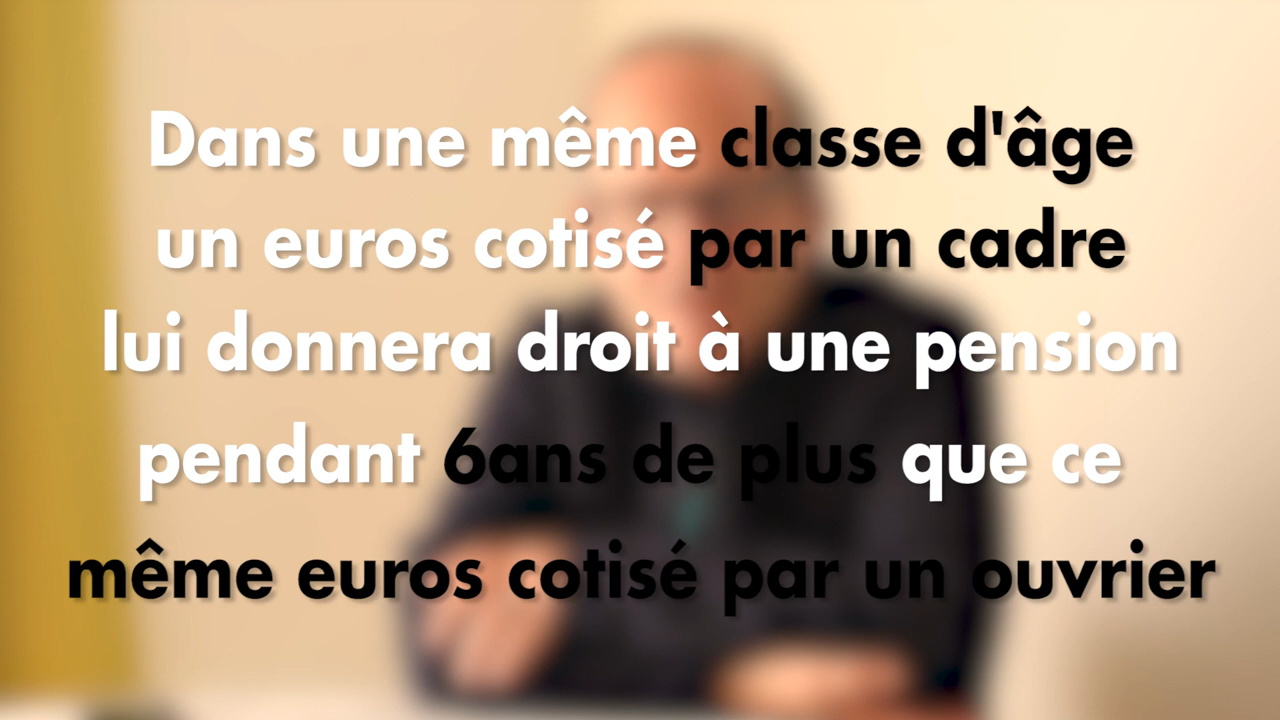 Dans une même classe d'âge
un euros cotisé par un cadre
lui donnera droit à une pension
pendant 6ans de plus que ce
même euros cotisé par un ouvrier